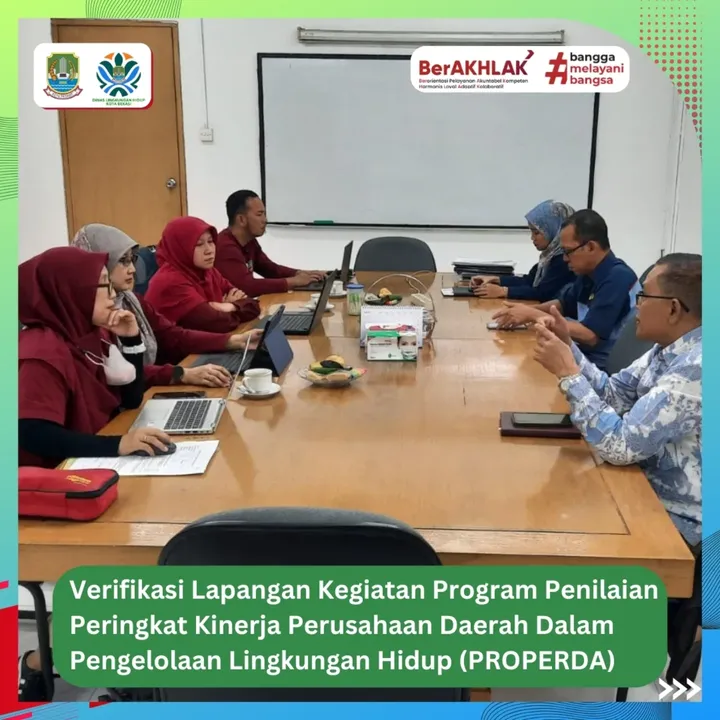 DINAS LINGKUNGAN HIDUP
KOTA BEKASI
BerAKHLAK
Berorientasi Pelayanan Akuntabel Kompeten
Harmonis Loyal Adaptif Kolaboratif
#bangga
melayani
bangsa
Verifikasi Lapangan Kegiatan Program Penilaian
Peringkat Kinerja Perusahaan Daerah Dalam
Pengelolaan Lingkungan Hidup (PROPERDA)